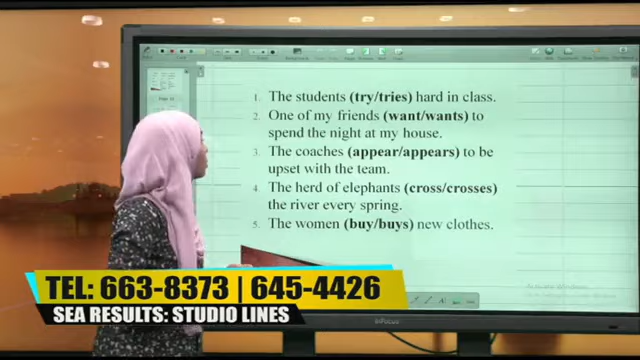 1. The students (try/tries) hard in class.
2. One of my friends (want/wants) to
spend the night at my house.
3. The coaches (appear/appears) to be
upset with the team.
4. The herd of elephants (cross/crosses)
the river every spring.
5. The women (buy/buys) new clothes.
TEL: 663-8373 | 645-4426
SEA RESULTS: STUDIO LINES
InFocus